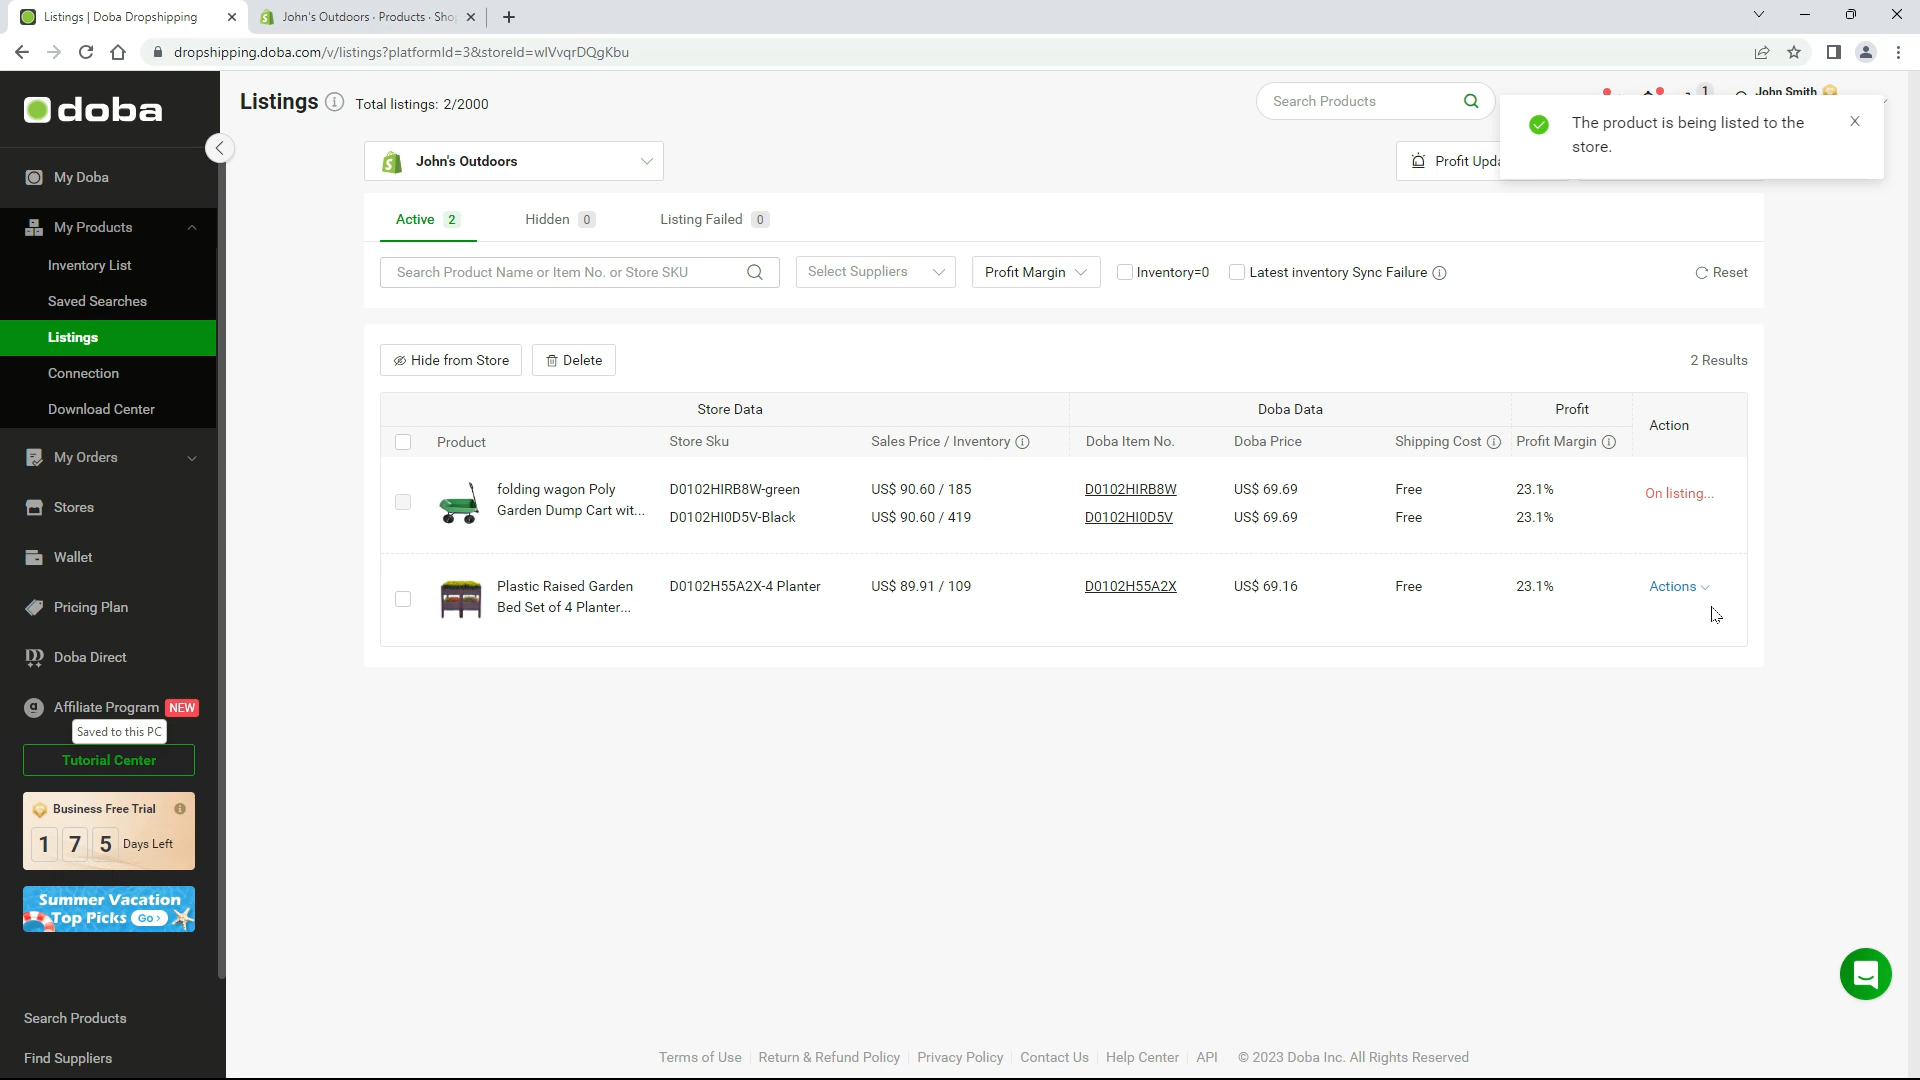 Listings | Doba Dropshipping
John's Outdoors · Products · Sho
dropshipping.doba.com/v/listings?platformId=3&storeId=wlVvqrDQgKbu
doba
My Doba
My Products
Inventory List
Saved Searches
Listings
Connection
Download Center
My Orders
Stores
Wallet
Pricing Plan
Doba Direct
Affiliate Program NEW
Saved to this PC
Tutorial Center
Business Free Trial
1 7 5 Days Left
Summer Vacation
Top Picks Go >
Search Products
Find Suppliers
Listings Total listings: 2/2000
Search Products
1 John Smith
The product is being listed to the
store.
John's Outdoors
Profit Upda
Active 2 Hidden 0 Listing Failed 0
Search Product Name or Item No. or Store SKU Select Suppliers Profit Margin Inventory=0 Latest inventory Sync Failure Reset
Hide from Store Delete 2 Results
Store Data Doba Data Profit Action
Product Store Sku Sales Price / Inventory Doba Item No. Doba Price Shipping Cost Profit Margin
folding wagon Poly D0102HIRB8W-green US$ 90.60 / 185 D0102HIRB8W US$ 69.69 Free 23.1% On listing...
Garden Dump Cart wit... D0102HI0D5V-Black US$ 90.60 / 419 D0102HI0D5V US$ 69.69 Free 23.1%
Plastic Raised Garden D0102H55A2X-4 Planter US$ 89.91 / 109 D0102H55A2X US$ 69.16 Free 23.1% Actions
Bed Set of 4 Planter...
Terms of Use Return & Refund Policy Privacy Policy Contact Us Help Center API © 2023 Doba Inc. All Rights Reserved